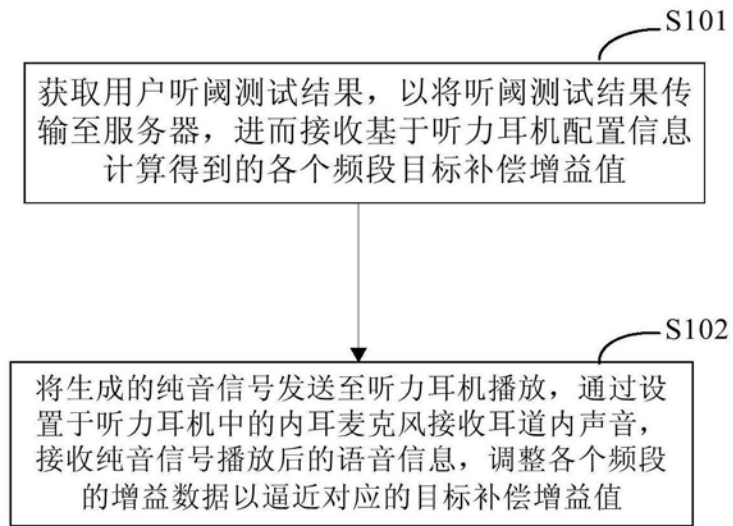 S101
获取用户听阈测试结果，以将听阈测试结果传
输至服务器，进而接收基于听力耳机配置信息
计算得到的各个频段目标补偿增益值
S102
将生成的纯音信号发送至听力耳机播放，通过设
置于听力耳机中的内耳麦克风接收耳道内声音，
接收纯音信号播放后的语音信息，调整各个频段
的增益数据以逼近对应的目标补偿增益值